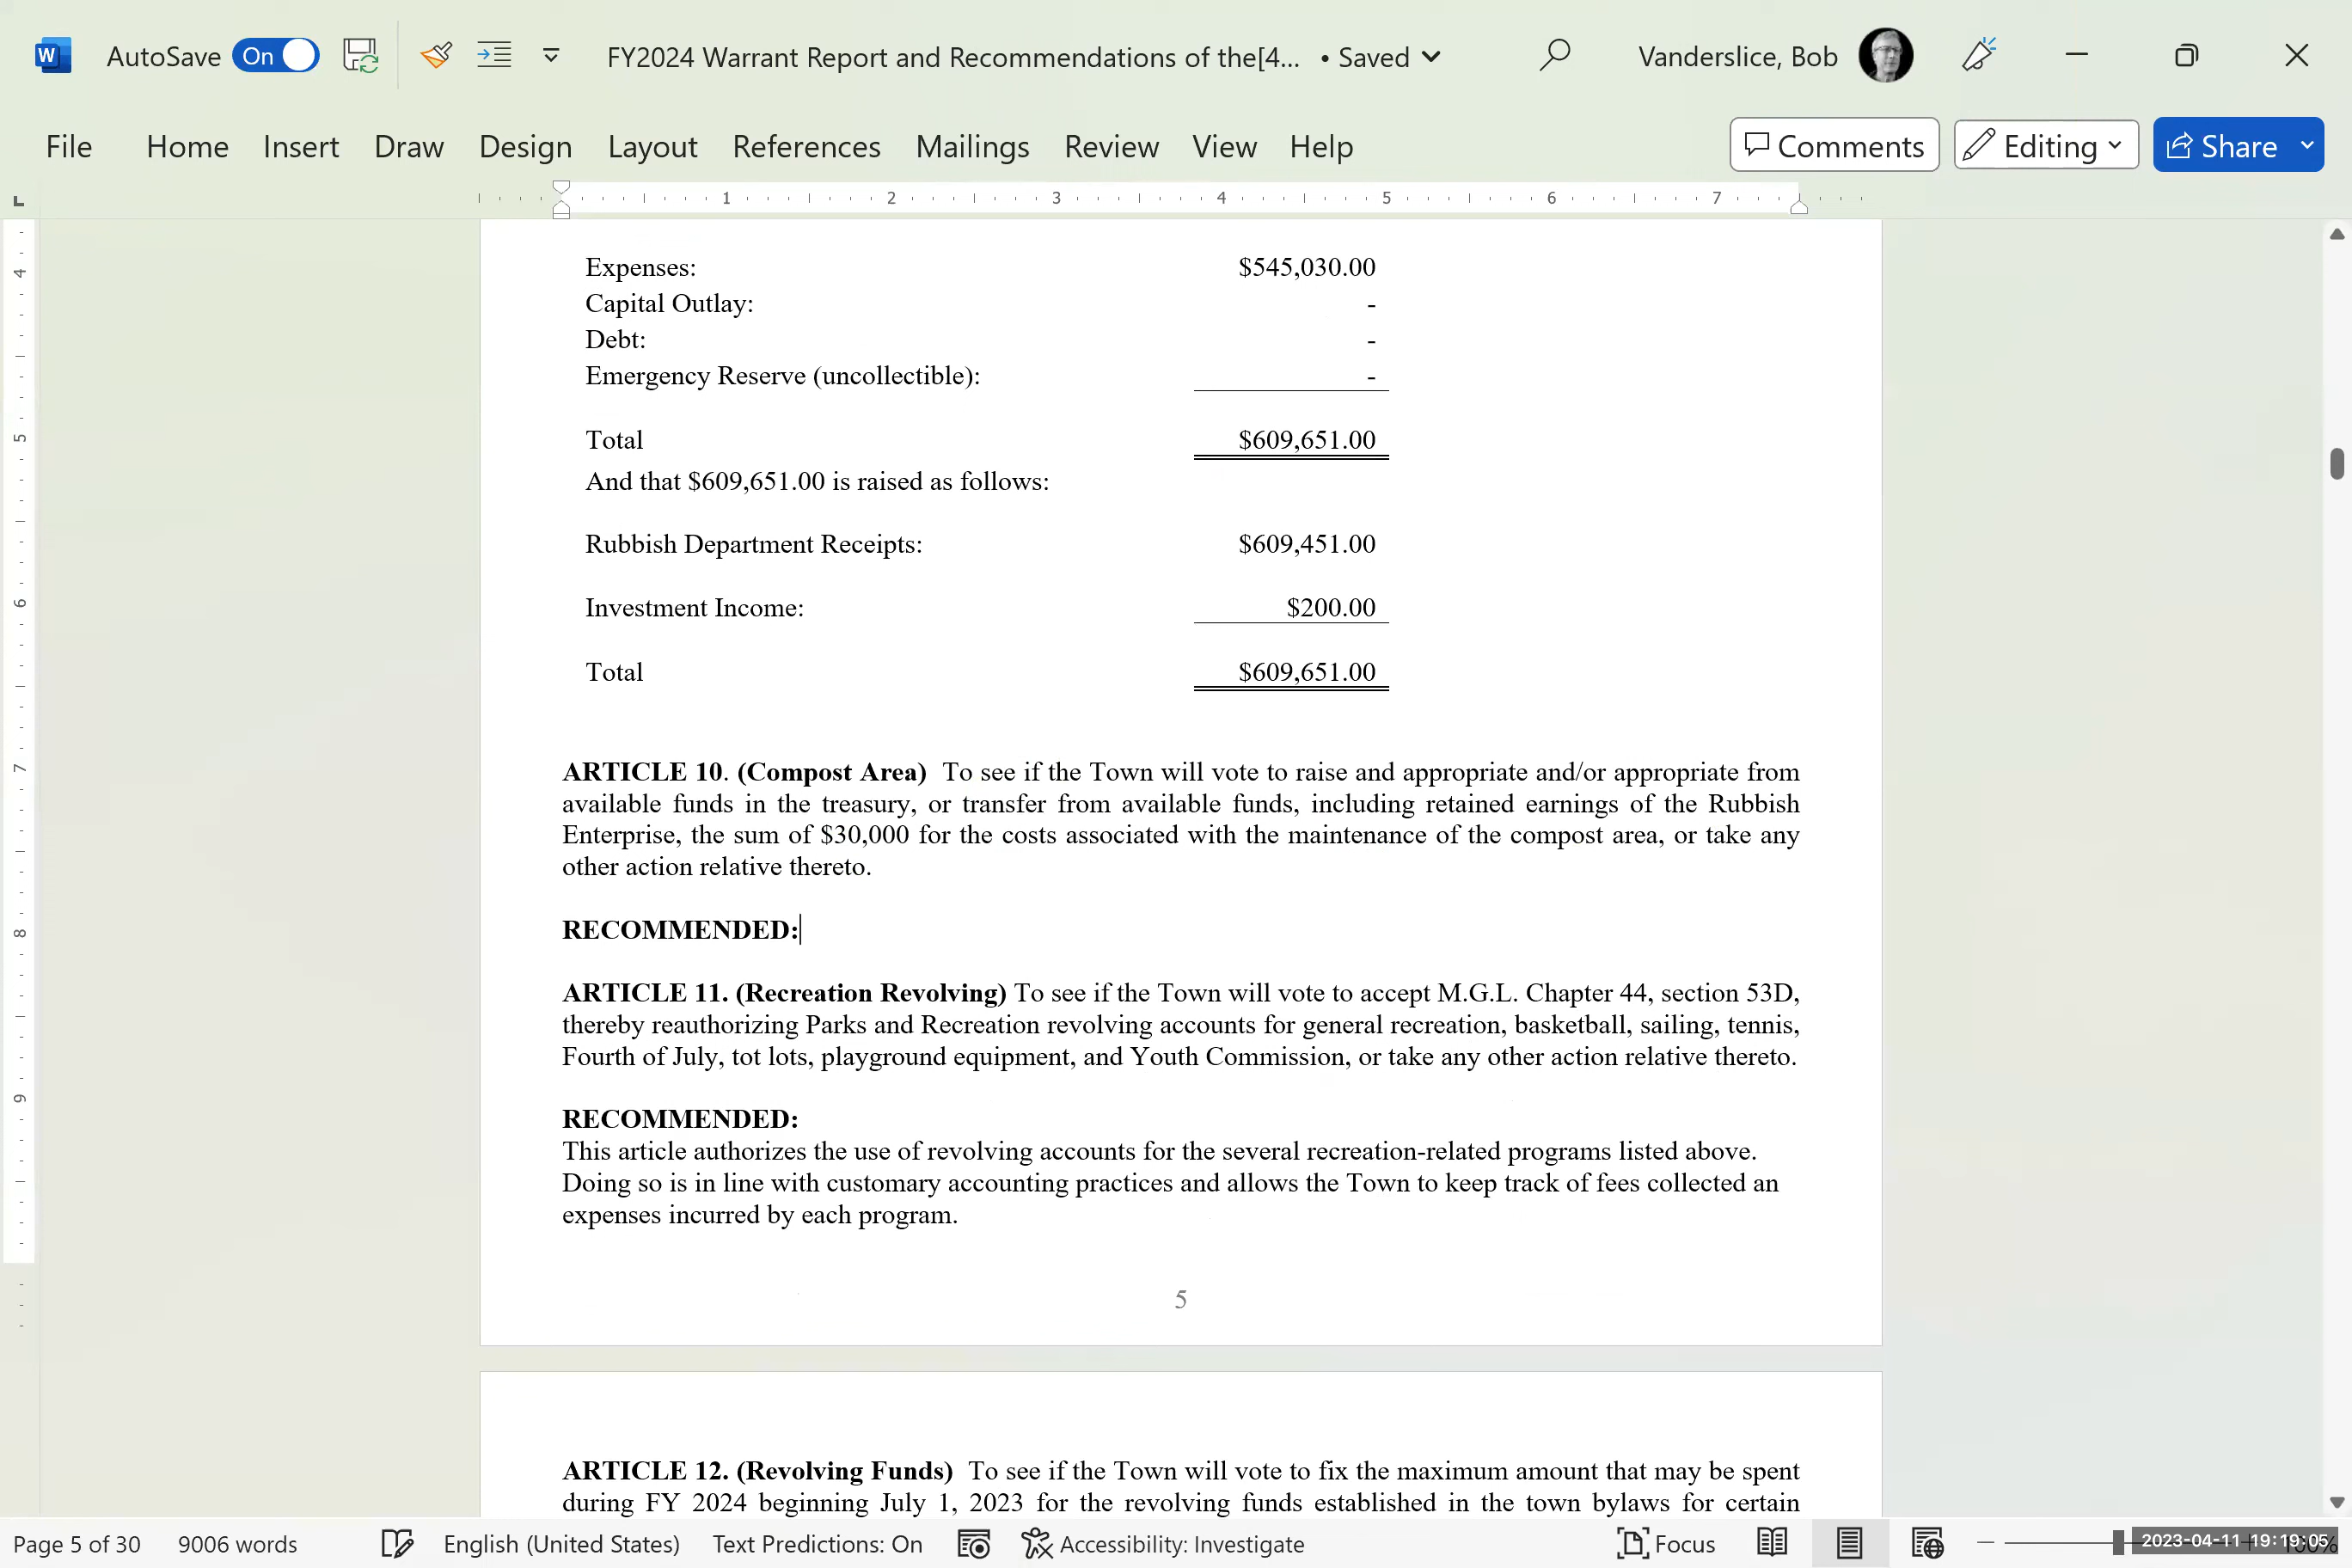 AutoSave On FY2024 Warrant Report and Recommendations of the[4... • Saved Vanderslice, Bob
File Home Insert Draw Design Layout References Mailings Review View Help Comments Editing Share
1 2 3 4 5 6 7
4
5
6
7
8
9
Expenses: $545,030.00
Capital Outlay: -
Debt: -
Emergency Reserve (uncollectible): -
Total $609,651.00
And that $609,651.00 is raised as follows:
Rubbish Department Receipts: $609,451.00
Investment Income: $200.00
Total $609,651.00
ARTICLE 10. (Compost Area) To see if the Town will vote to raise and appropriate and/or appropriate from
available funds in the treasury, or transfer from available funds, including retained earnings of the Rubbish
Enterprise, the sum of $30,000 for the costs associated with the maintenance of the compost area, or take any
other action relative thereto.
RECOMMENDED:
ARTICLE 11. (Recreation Revolving) To see if the Town will vote to accept M.G.L. Chapter 44, section 53D,
thereby reauthorizing Parks and Recreation revolving accounts for general recreation, basketball, sailing, tennis,
Fourth of July, tot lots, playground equipment, and Youth Commission, or take any other action relative thereto.
RECOMMENDED:
This article authorizes the use of revolving accounts for the several recreation-related programs listed above.
Doing so is in line with customary accounting practices and allows the Town to keep track of fees collected an
expenses incurred by each program.
5
ARTICLE 12. (Revolving Funds) To see if the Town will vote to fix the maximum amount that may be spent
during FY 2024 beginning July 1, 2023 for the revolving funds established in the town bylaws for certain
Page 5 of 30 9006 words English (United States) Text Predictions: On Accessibility: Investigate Focus 2023-04-11 19:19:05